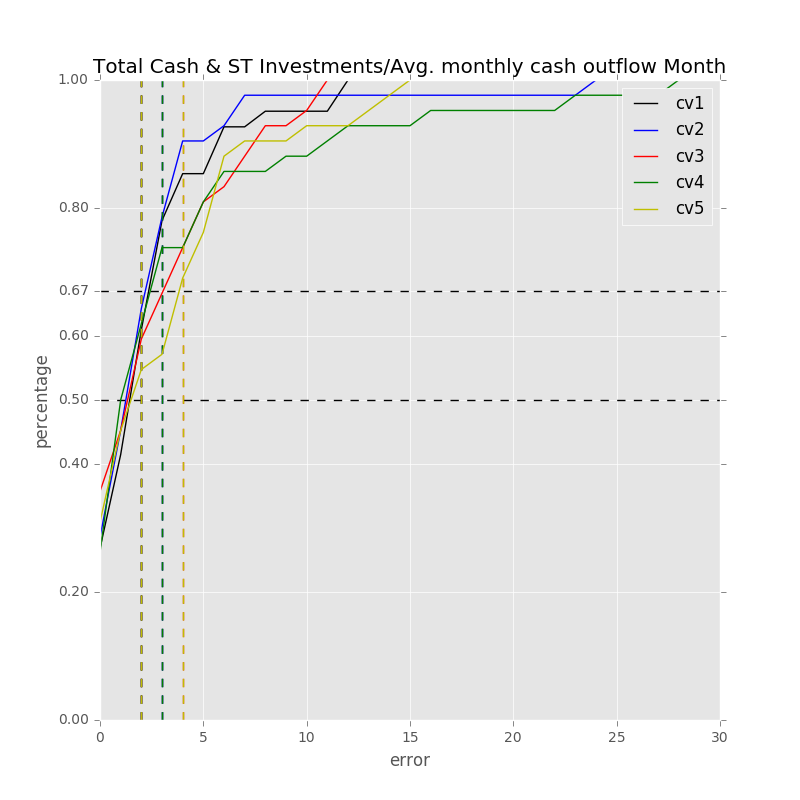 Total Cash & ST Investments/Avg. monthly cash outflow Month
1.00
0.80
0.67
0.60
0.50
0.40
0.20
0.00
percentage
0 5 10 15 20 25 30
error
cv1
cv2
cv3
cv4
cv5